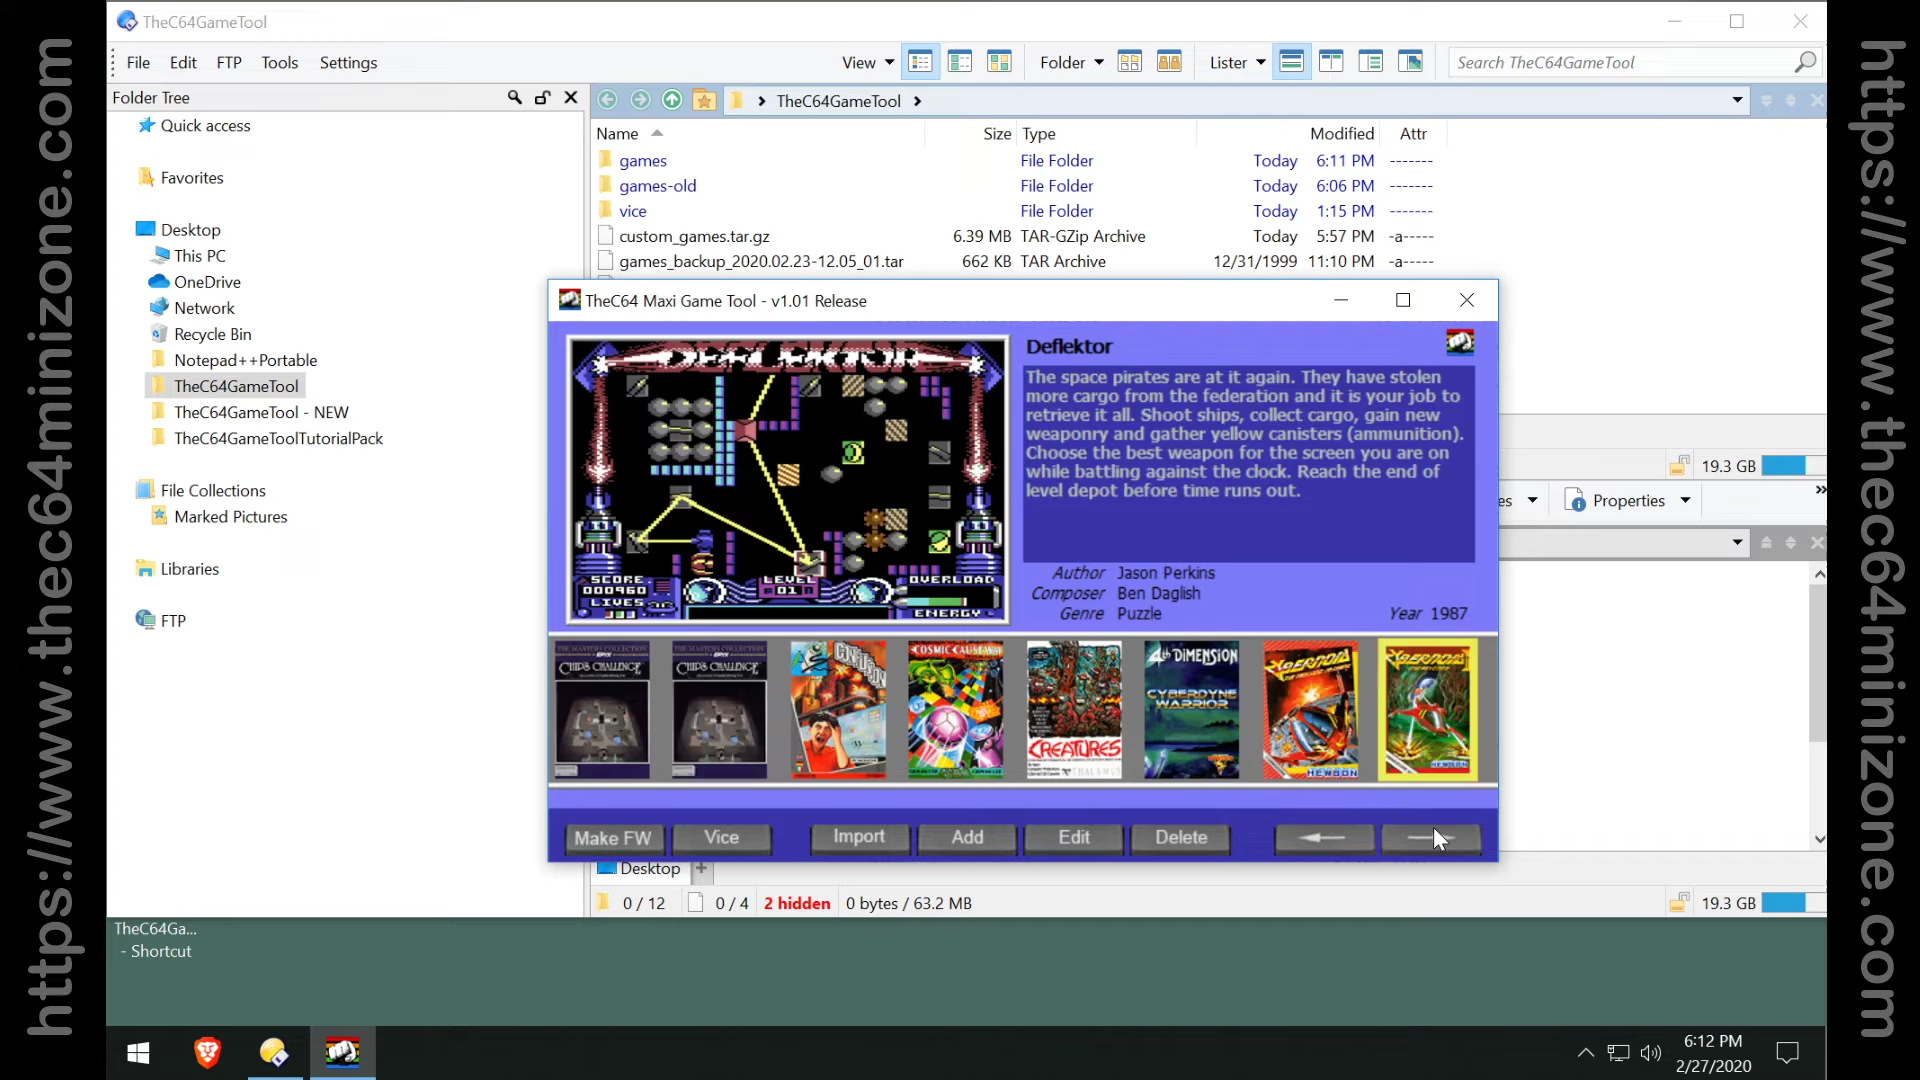 https://www.thec64minizone.com
TheC64GameTool
File Edit FTP Tools Settings
View Folder Lister Search TheC64GameTool
Folder Tree
TheC64GameTool
Quick access
Favorites
Desktop
This PC
OneDrive
Network
Recycle Bin
Notepad++Portable
TheC64GameTool
TheC64GameTool - NEW
TheC64GameToolTutorialPack
File Collections
Marked Pictures
Libraries
FTP
Name Size Type Modified Attr
games File Folder Today 6:11 PM -------
games-old File Folder Today 6:06 PM -------
vice File Folder Today 1:15 PM -------
custom_games.tar.gz 6.39 MB TAR-GZip Archive Today 5:57 PM -a-----
games_backup_2020.02.23-12.05_01.tar 662 KB TAR Archive 12/31/1999 11:10 PM -a-----
19.3 GB
Properties
TheC64 Maxi Game Tool - v1.01 Release
DEFLEKTOR
SCORE
000960
LIVES
LEVEL
01
OVERLOAD
ENERGY
Deflektor
The space pirates are at it again. They have stolen
more cargo from the federation and it is your job to
retrieve it all. Shoot ships, collect cargo, gain new
weaponry and gather yellow canisters (ammunition).
Choose the best weapon for the screen you are on
while battling against the clock. Reach the end of
level depot before time runs out.
Author Jason Perkins
Composer Ben Daglish
Genre Puzzle
Year 1987
CHIP'S CHALLENGE
CHIP'S CHALLENGE
CONFUZION
COSMIC CAUSEWAY
CREATURES
THALAMUS
4th DIMENSION
CYBERDYNE
WARRIOR
CYBERNOID
HEWSON
CYBERNOID
HEWSON
Make FW Vice Import Add Edit Delete
Desktop
0 / 12 0 / 4 2 hidden 0 bytes / 63.2 MB
19.3 GB
TheC64Ga...
- Shortcut
6:12 PM
2/27/2020
https://www.thec64minizone.com